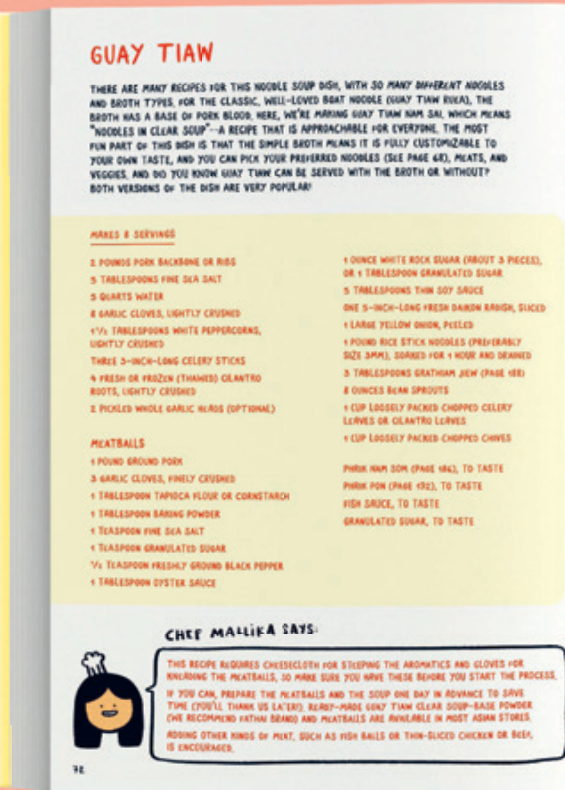 GUAY TIAW
THERE ARE MANY RECIPES FOR THIS NOODLE SOUP DISH, WITH SO MANY DIFFERENT NOODLES
AND BROTH TYPES. FOR THE CLASSIC, WELL-LOVED BOAT NOODLE (GUAY TIAW RUEA), THE
BROTH HAS A BASE OF PORK BLOOD. HERE, WE'RE MAKING GUAY TIAW NAM SAI, WHICH MEANS
"NOODLES IN CLEAR SOUP"—A RECIPE THAT IS APPROACHABLE FOR EVERYONE. THE MOST
FUN PART OF THIS DISH IS THAT THE SIMPLE BROTH MEANS IT IS FULLY CUSTOMIZABLE TO
YOUR OWN TASTE, AND YOU CAN PICK YOUR PREFERRED NOODLES (SEE PAGE 68), MEATS, AND
VEGGIES. AND DID YOU KNOW GUAY TIAW CAN BE SERVED WITH THE BROTH OR WITHOUT?
BOTH VERSIONS OF THE DISH ARE VERY POPULAR!
MAKES 8 SERVINGS
2 POUNDS PORK BACKBONE OR RIBS
5 TABLESPOONS FINE SEA SALT
5 QUARTS WATER
8 GARLIC CLOVES, LIGHTLY CRUSHED
1½ TABLESPOONS WHITE PEPPERCORNS,
LIGHTLY CRUSHED
THREE 3-INCH-LONG CELERY STICKS
4 FRESH OR FROZEN (THAWED) CILANTRO
ROOTS, LIGHTLY CRUSHED
2 PICKLED WHOLE GARLIC HEADS (OPTIONAL)
MEATBALLS
1 POUND GROUND PORK
3 GARLIC CLOVES, FINELY CRUSHED
1 TABLESPOON TAPIOCA FLOUR OR CORNSTARCH
1 TABLESPOON BAKING POWDER
1 TEASPOON FINE SEA SALT
1 TEASPOON GRANULATED SUGAR
½ TEASPOON FRESHLY GROUND BLACK PEPPER
1 TABLESPOON OYSTER SAUCE
1 OUNCE WHITE ROCK SUGAR (ABOUT 3 PIECES),
OR 1 TABLESPOON GRANULATED SUGAR
5 TABLESPOONS THIN SOY SAUCE
ONE 5-INCH-LONG FRESH DAIKON RADISH, SLICED
1 LARGE YELLOW ONION, PEELED
1 POUND RICE STICK NOODLES (PREFERABLY
SIZE 3MM), SOAKED FOR 1 HOUR AND DRAINED
3 TABLESPOONS GRATHIAM JIEW (PAGE 188)
8 OUNCES BEAN SPROUTS
1 CUP LOOSELY PACKED CHOPPED CELERY
LEAVES OR CILANTRO LEAVES
1 CUP LOOSELY PACKED CHOPPED CHIVES
PHRIK NAM SOM (PAGE 186), TO TASTE
PHRIK PON (PAGE 192), TO TASTE
FISH SAUCE, TO TASTE
GRANULATED SUGAR, TO TASTE
CHEF MALLIKA SAYS:
THIS RECIPE REQUIRES CHEESECLOTH FOR STEEPING THE AROMATICS AND GLOVES FOR
KNEADING THE MEATBALLS, SO MAKE SURE YOU HAVE THESE BEFORE YOU START THE PROCESS.
IF YOU CAN, PREPARE THE MEATBALLS AND THE SOUP ONE DAY IN ADVANCE TO SAVE
TIME (YOU'LL THANK US LATER!). READY-MADE GUAY TIAW CLEAR SOUP-BASE POWDER
(WE RECOMMEND FATHAI BRAND) AND MEATBALLS ARE AVAILABLE IN MOST ASIAN STORES.
ADDING OTHER KINDS OF MEAT, SUCH AS FISH BALLS OR THIN-SLICED CHICKEN OR BEEF,
IS ENCOURAGED.
72